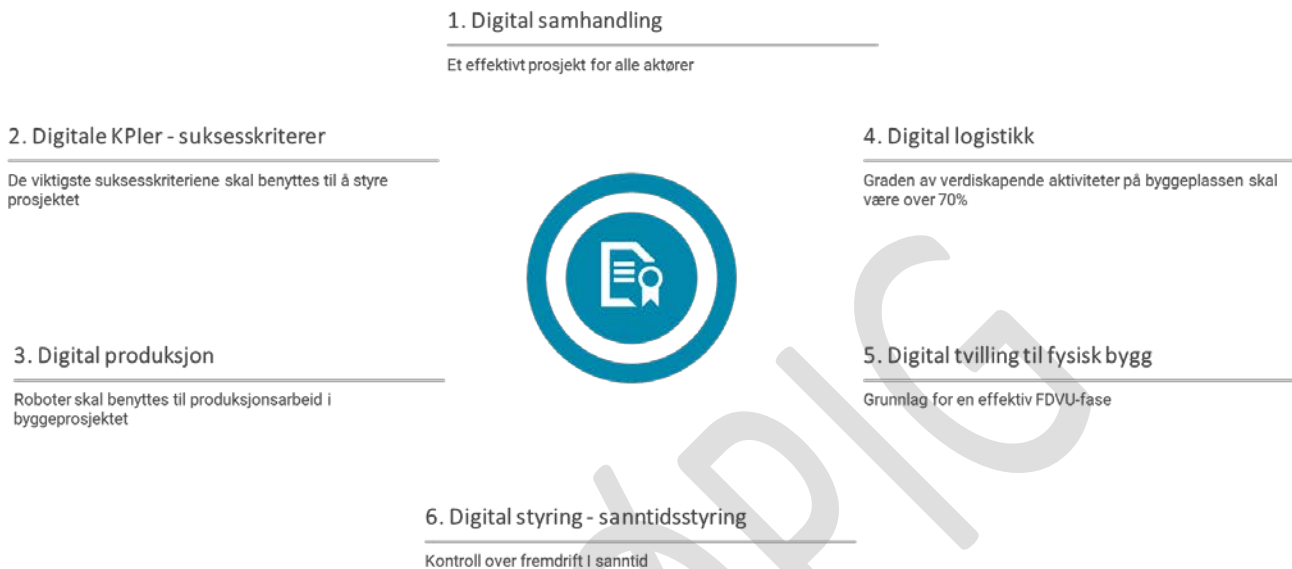 1. Digital samhandling
Et effektivt prosjekt for alle aktører
2. Digitale KPIer - suksesskriterer
De viktigste suksesskriteriene skal benyttes til å styre
prosjektet
3. Digital produksjon
Roboter skal benyttes til produksjonsarbeid i
byggeprosjektet
4. Digital logistikk
Graden av verdiskapende aktiviteter på byggeplassen skal
være over 70%
5. Digital tvilling til fysisk bygg
Grunnlag for en effektiv FDVU-fase
6. Digital styring - sanntidsstyring
Kontroll over fremdrift I sanntid